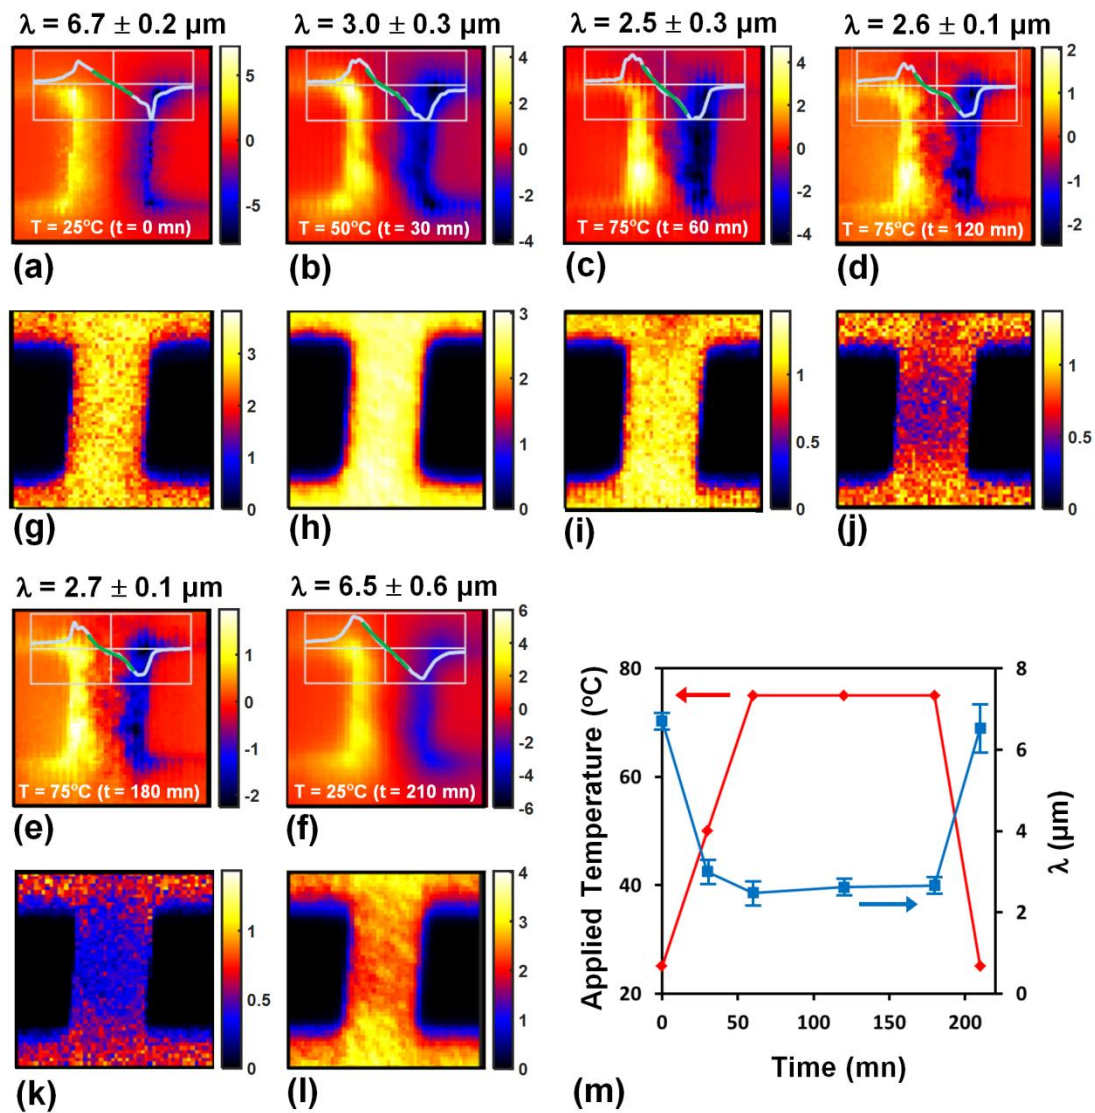 λ = 6.7 ± 0.2 μm
λ = 3.0 ± 0.3 μm
λ = 2.5 ± 0.3 μm
λ = 2.6 ± 0.1 μm
5
0
-5
T = 25°C (t = 0 mn)
4
2
0
-2
-4
50°C (t = 30 mn)
4
2
0
-2
-4
T = 75°C (t = 60 mn)
2
1
0
-1
-2
T = 75°C (t = 120 mn)
(a)
(b)
(c)
(d)
3
2
1
0
3
2
1
0
1
0.5
0
1
0.5
0
(g)
(h)
(i)
(j)
λ = 2.7 ± 0.1 μm
λ = 6.5 ± 0.6 μm
1
0
-1
-2
T = 75°C (t = 180 mn)
6
4
2
0
-2
-4
-6
T = 25°C (t = 210 mn)
(e)
(f)
1
0.5
0
4
3
2
1
0
(k)
(l)
80
60
40
20
Applied Temperature (°C)
8
6
4
2
0
λ (μm)
0
50
100
150
200
Time (mn)
(m)